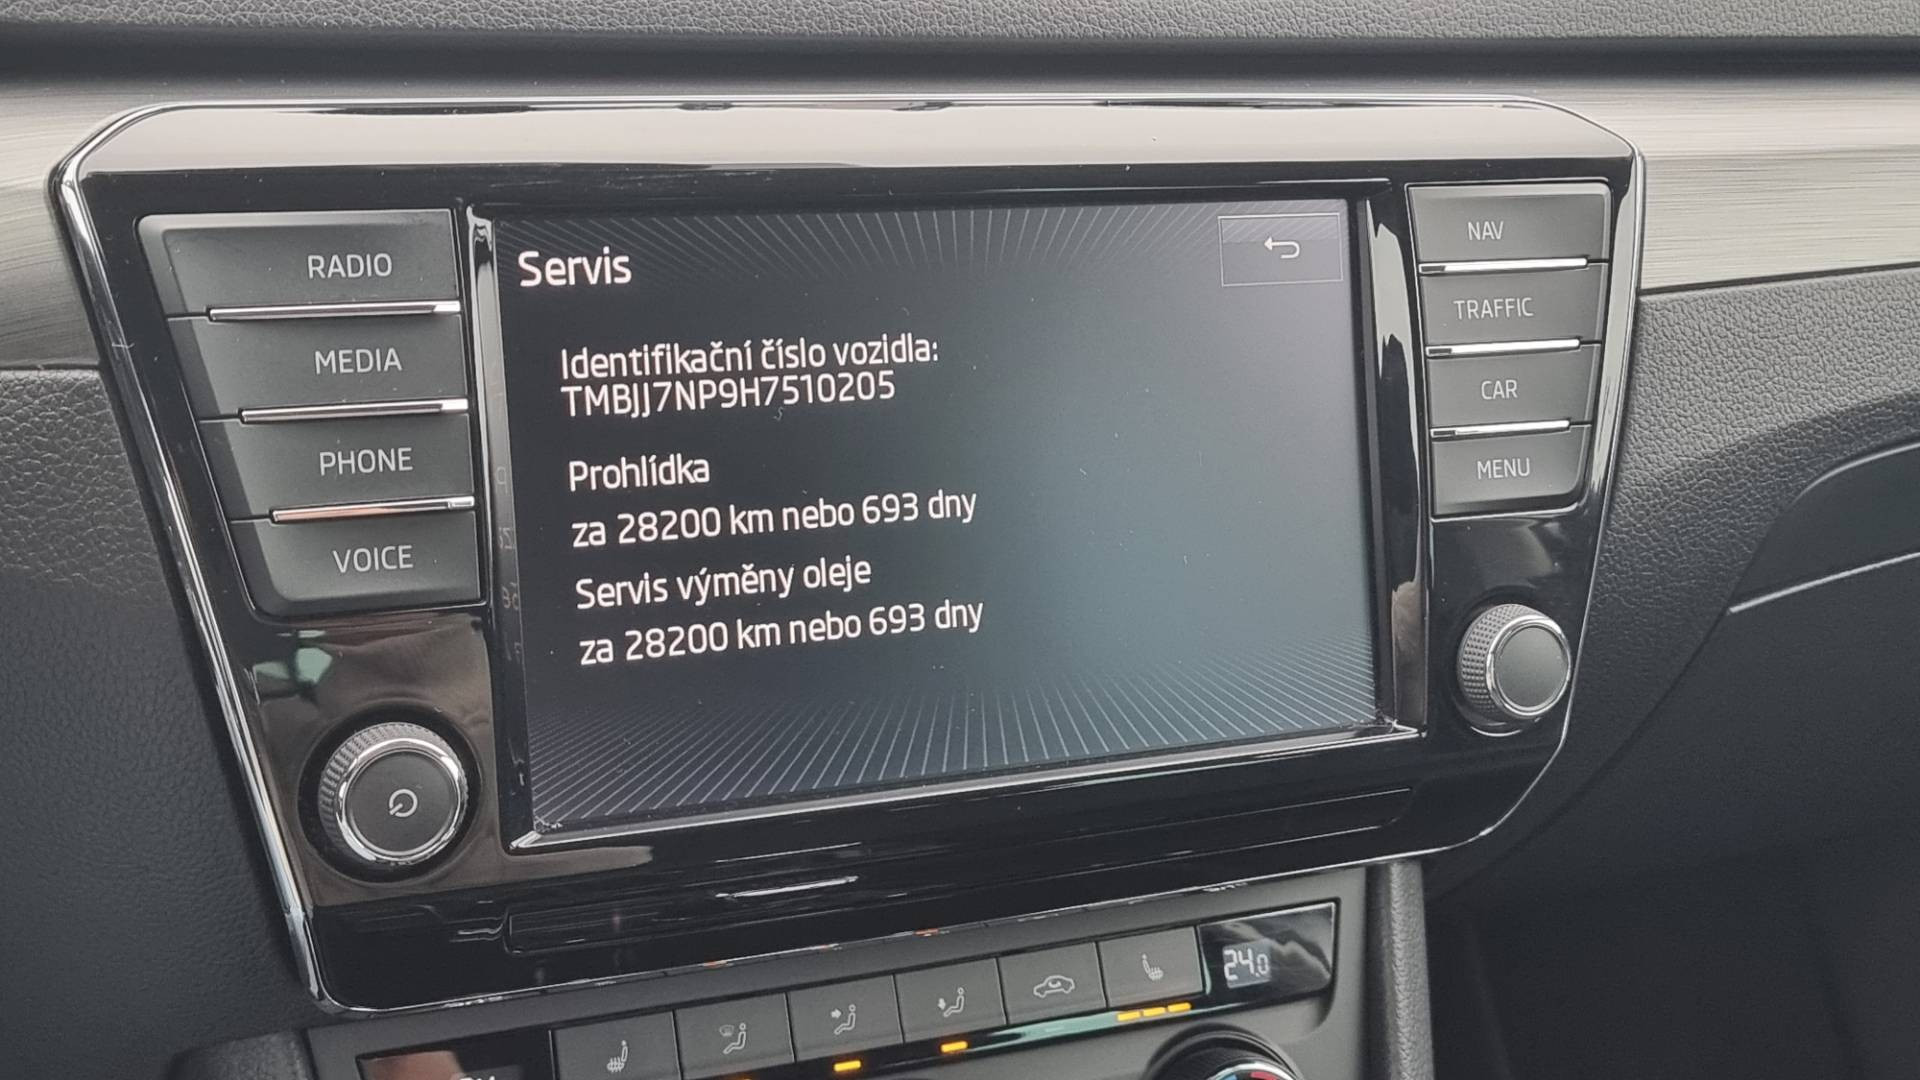 RADIO
MEDIA
PHONE
VOICE
Servis
Identifikační číslo vozidla:
TMBJJ7NP9H7510205
Prohlídka
za 28200 km nebo 693 dny
Servis výměny oleje
za 28200 km nebo 693 dny
NAV
TRAFFIC
CAR
MENU
24.0